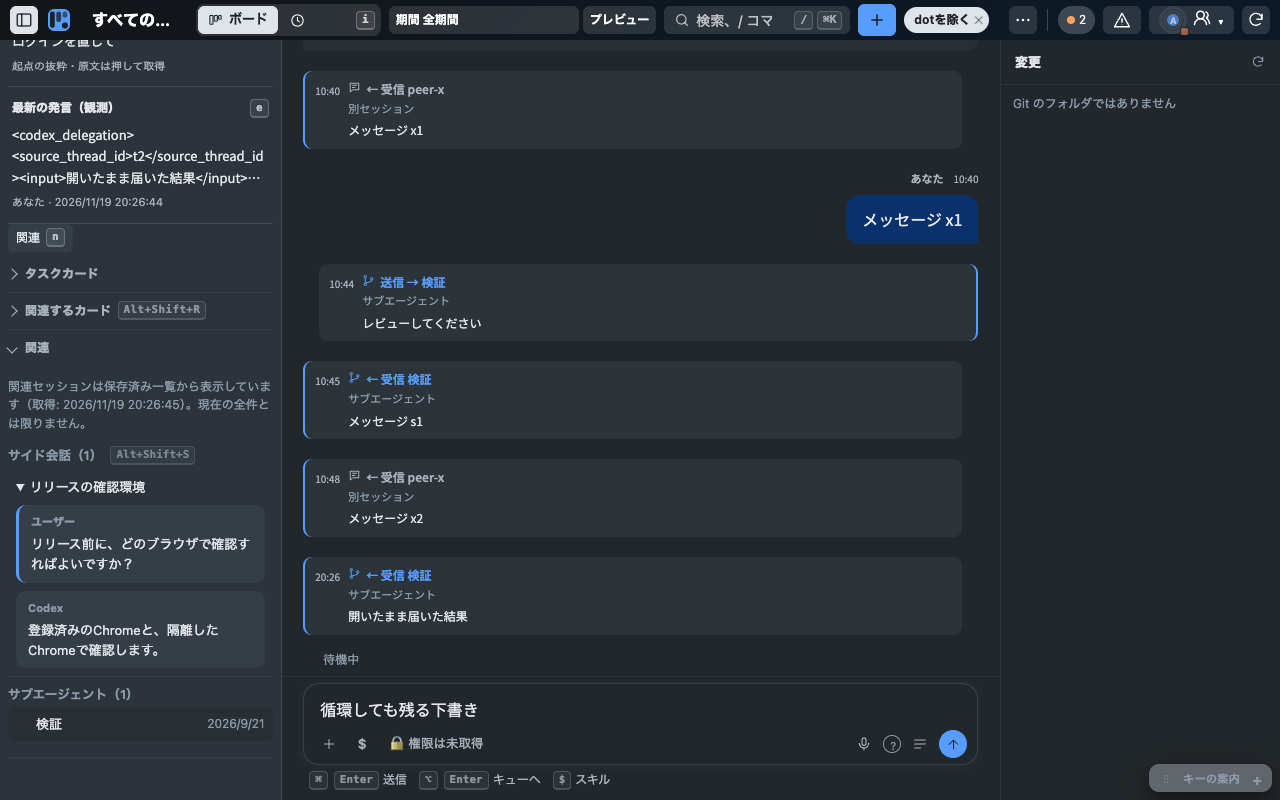 すべての...
ボード
i
期間 全期間
プレビュー
検索、/ コマ
/
⌘K
+
dotを除く ×
...
2
A
ログインを直して
起点の抜粋・原文は押して取得
最新の発言（観測）
e
<codex_delegation>
<source_thread_id>t2</source_thread_id
><input>開いたまま届いた結果</input>…
あなた · 2026/11/19 20:26:44
関連 n
タスクカード
関連するカード Alt+Shift+R
関連
関連セッションは保存済み一覧から表示していま
す（取得: 2026/11/19 20:26:45）。現在の全件と
は限りません。
サイド会話（1） Alt+Shift+S
▼ リリースの確認環境
ユーザー
リリース前に、どのブラウザで確認す
ればよいですか？
Codex
登録済みのChromeと、隔離した
Chromeで確認します。
サブエージェント（1）
検証 2026/9/21
10:40 ← 受信 peer-x
別セッション
メッセージ x1
あなた 10:40
メッセージ x1
10:44 送信 → 検証
サブエージェント
レビューしてください
10:45 ← 受信 検証
サブエージェント
メッセージ s1
10:48 ← 受信 peer-x
別セッション
メッセージ x2
20:26 ← 受信 検証
サブエージェント
開いたまま届いた結果
待機中
循環しても残る下書き
+ $ 権限は未取得
?
⌘ Enter 送信 ⌥ Enter キューへ $ スキル
変更
Git のフォルダではありません
キーの案内 +